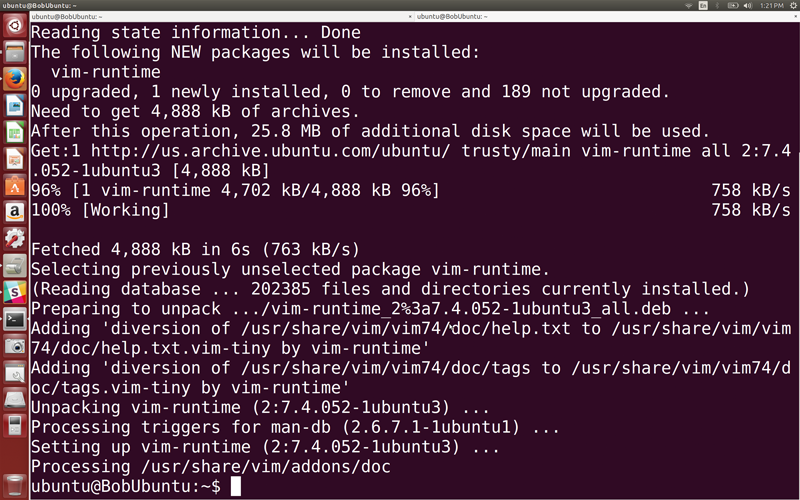 ubuntu@BobUbuntu: ~
En
1:21 PM
ubuntu@BobUbuntu: ~ × ubuntu@BobUbuntu: ~ ×
Reading state information... Done
The following NEW packages will be installed:
  vim-runtime
0 upgraded, 1 newly installed, 0 to remove and 189 not upgraded.
Need to get 4,888 kB of archives.
After this operation, 25.8 MB of additional disk space will be used.
Get:1 http://us.archive.ubuntu.com/ubuntu/ trusty/main vim-runtime all 2:7.4
.052-1ubuntu3 [4,888 kB]
96% [1 vim-runtime 4,702 kB/4,888 kB 96%] 758 kB/s
100% [Working] 758 kB/s
Fetched 4,888 kB in 6s (763 kB/s)
Selecting previously unselected package vim-runtime.
(Reading database ... 202385 files and directories currently installed.)
Preparing to unpack .../vim-runtime_2%3a7.4.052-1ubuntu3_all.deb ...
Adding 'diversion of /usr/share/vim/vim74/doc/help.txt to /usr/share/vim/vim
74/doc/help.txt.vim-tiny by vim-runtime'
Adding 'diversion of /usr/share/vim/vim74/doc/tags to /usr/share/vim/vim74/d
oc/tags.vim-tiny by vim-runtime'
Unpacking vim-runtime (2:7.4.052-1ubuntu3) ...
Processing triggers for man-db (2.6.7.1-1ubuntu1) ...
Setting up vim-runtime (2:7.4.052-1ubuntu3) ...
Processing /usr/share/vim/addons/doc
ubuntu@BobUbuntu:~$